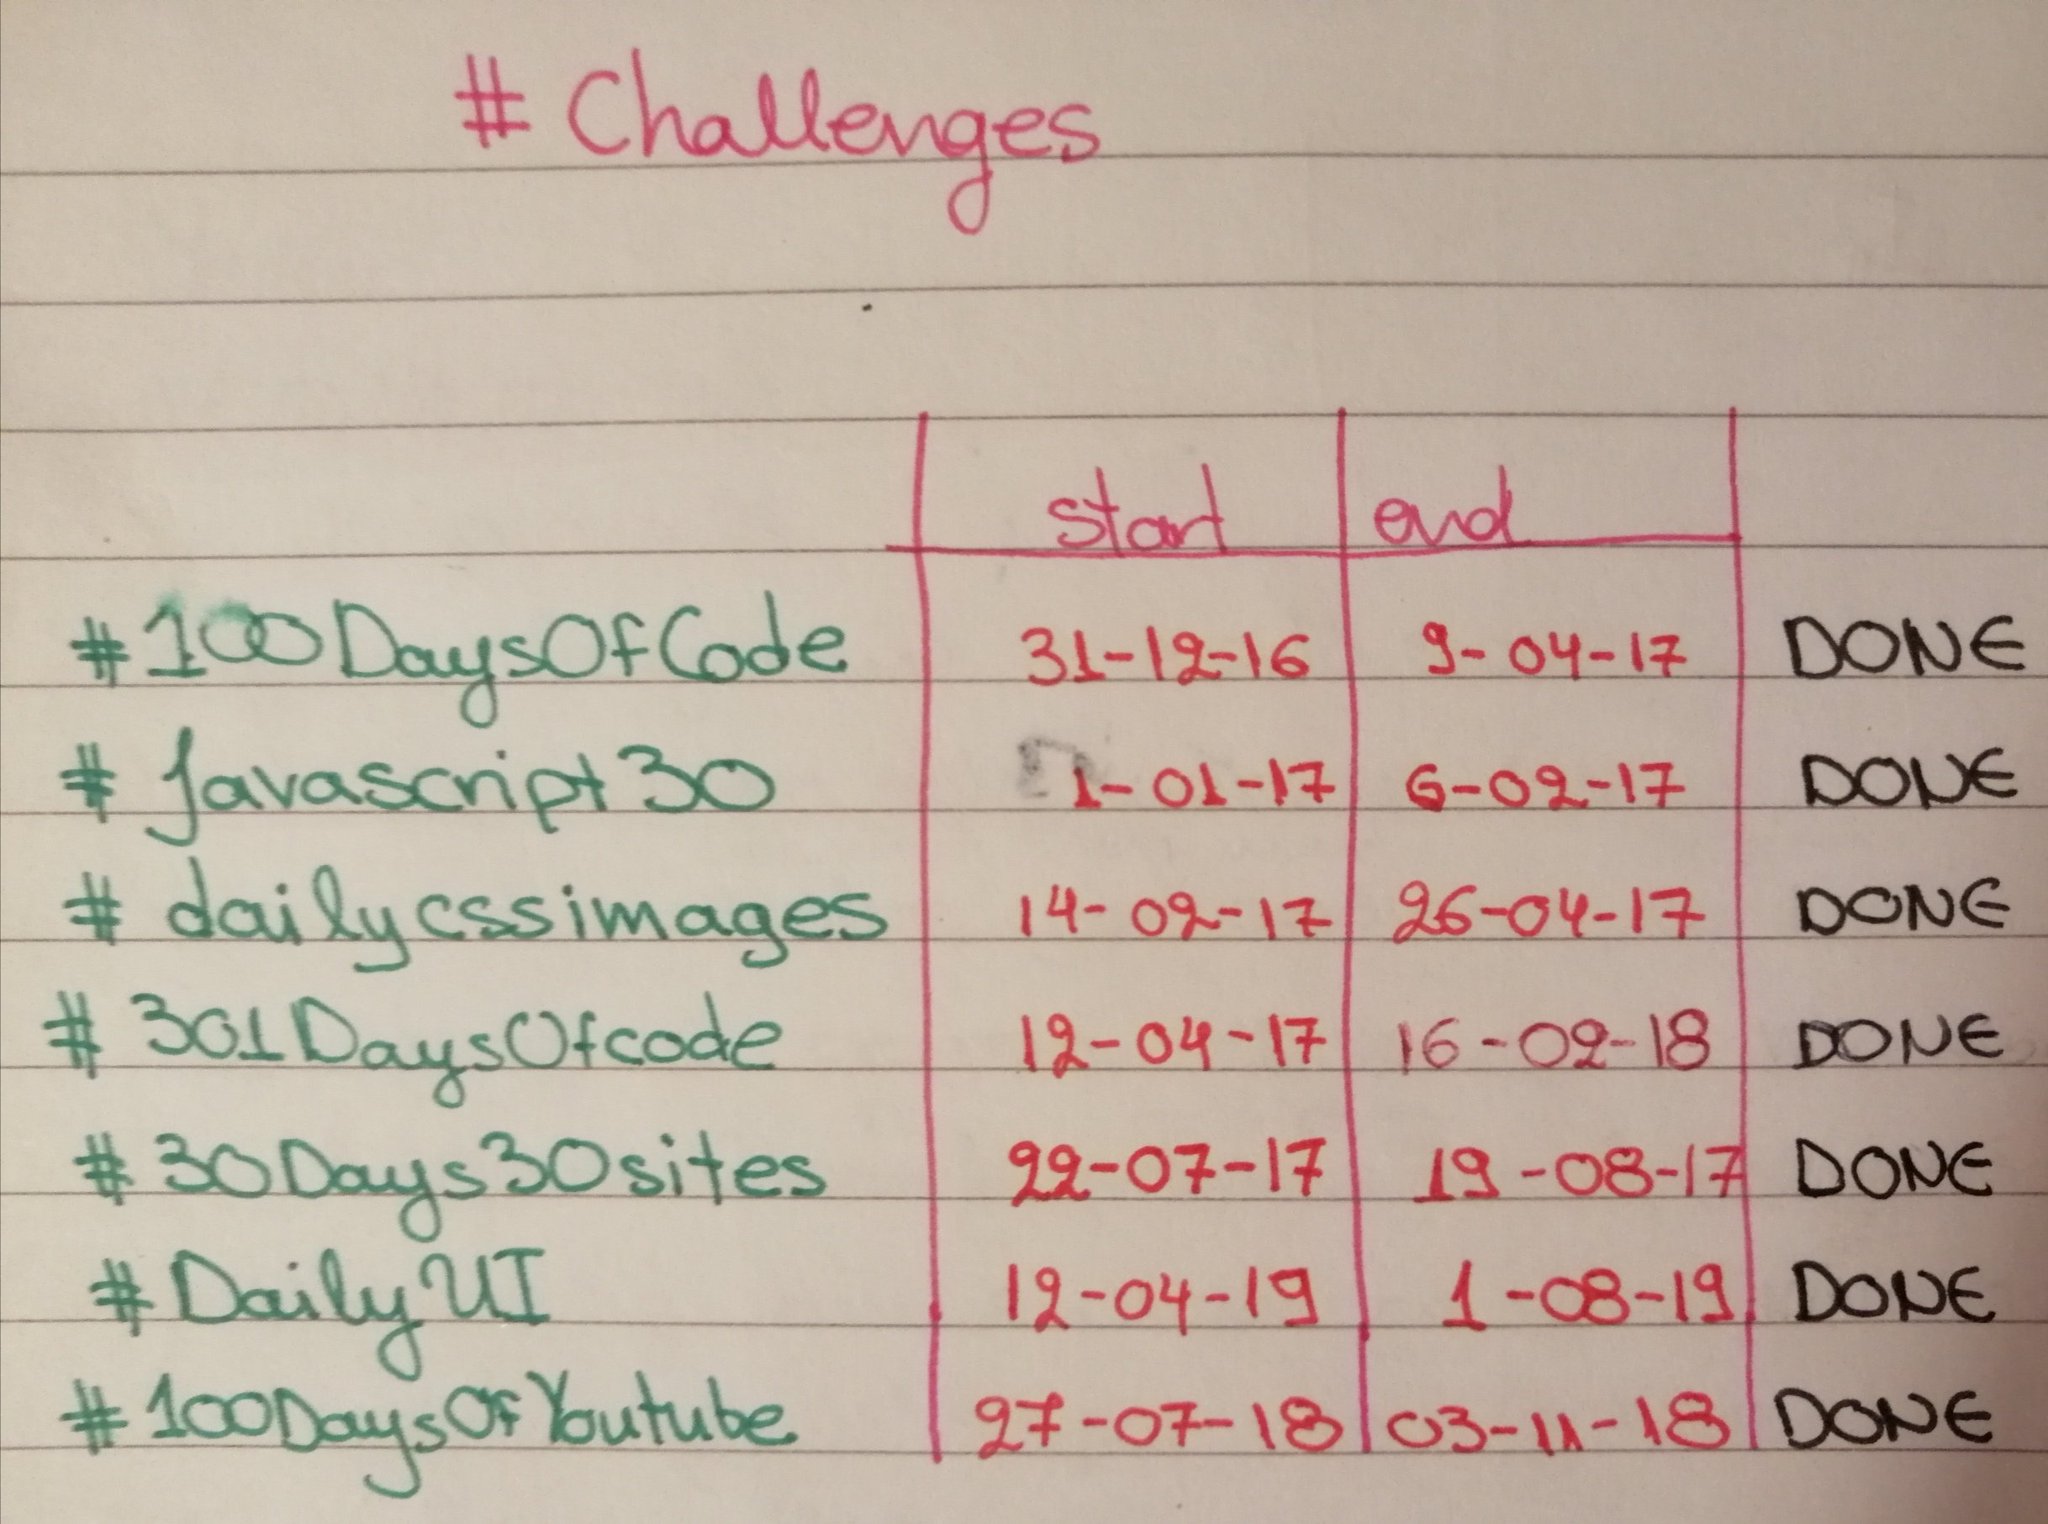 # Challenges
start end
#100DaysOfCode 31-12-16 9-04-17 DONE
# Javascript30 1-01-17 6-02-17 DONE
# dailycssimages 14-02-17 26-04-17 DONE
# 301DaysOfcode 12-04-17 16-02-18 DONE
# 30Days30sites 22-07-17 19-08-17 DONE
# DailyUI 12-04-19 1-08-19 DONE
#100DaysOfYoutube 27-07-18 03-11-18 DONE